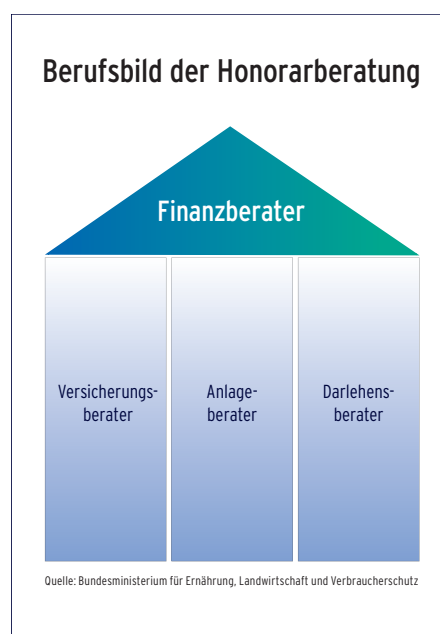 Berufsbild der Honorarberatung
Finanzberater
Versicherungs-
berater
Anlage-
berater
Darlehens-
berater
Quelle: Bundesministerium für Ernährung, Landwirtschaft und Verbraucherschutz